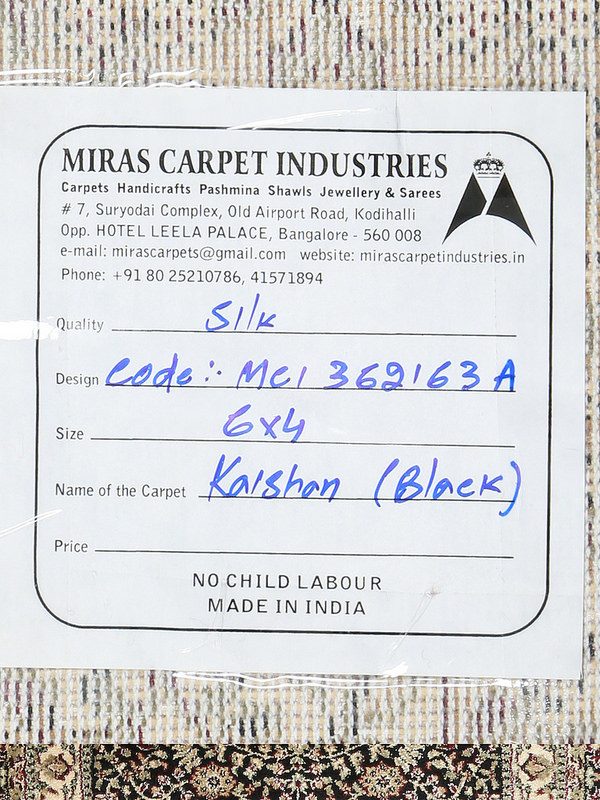 MIRAS CARPET INDUSTRIES
Carpets Handicrafts Pashmina Shawls Jewellery & Sarees
# 7, Suryodai Complex, Old Airport Road, Kodihalli
Opp. HOTEL LEELA PALACE, Bangalore - 560 008
e-mail: mirascarpets@gmail.com website: mirascarpetindustries.in
Phone: +91 80 25210786, 41571894
Quality Silk
Design Code:- MCI 362163 A
Size 6x4
Name of the Carpet Kaishan (Black)
Price
NO CHILD LABOUR
MADE IN INDIA